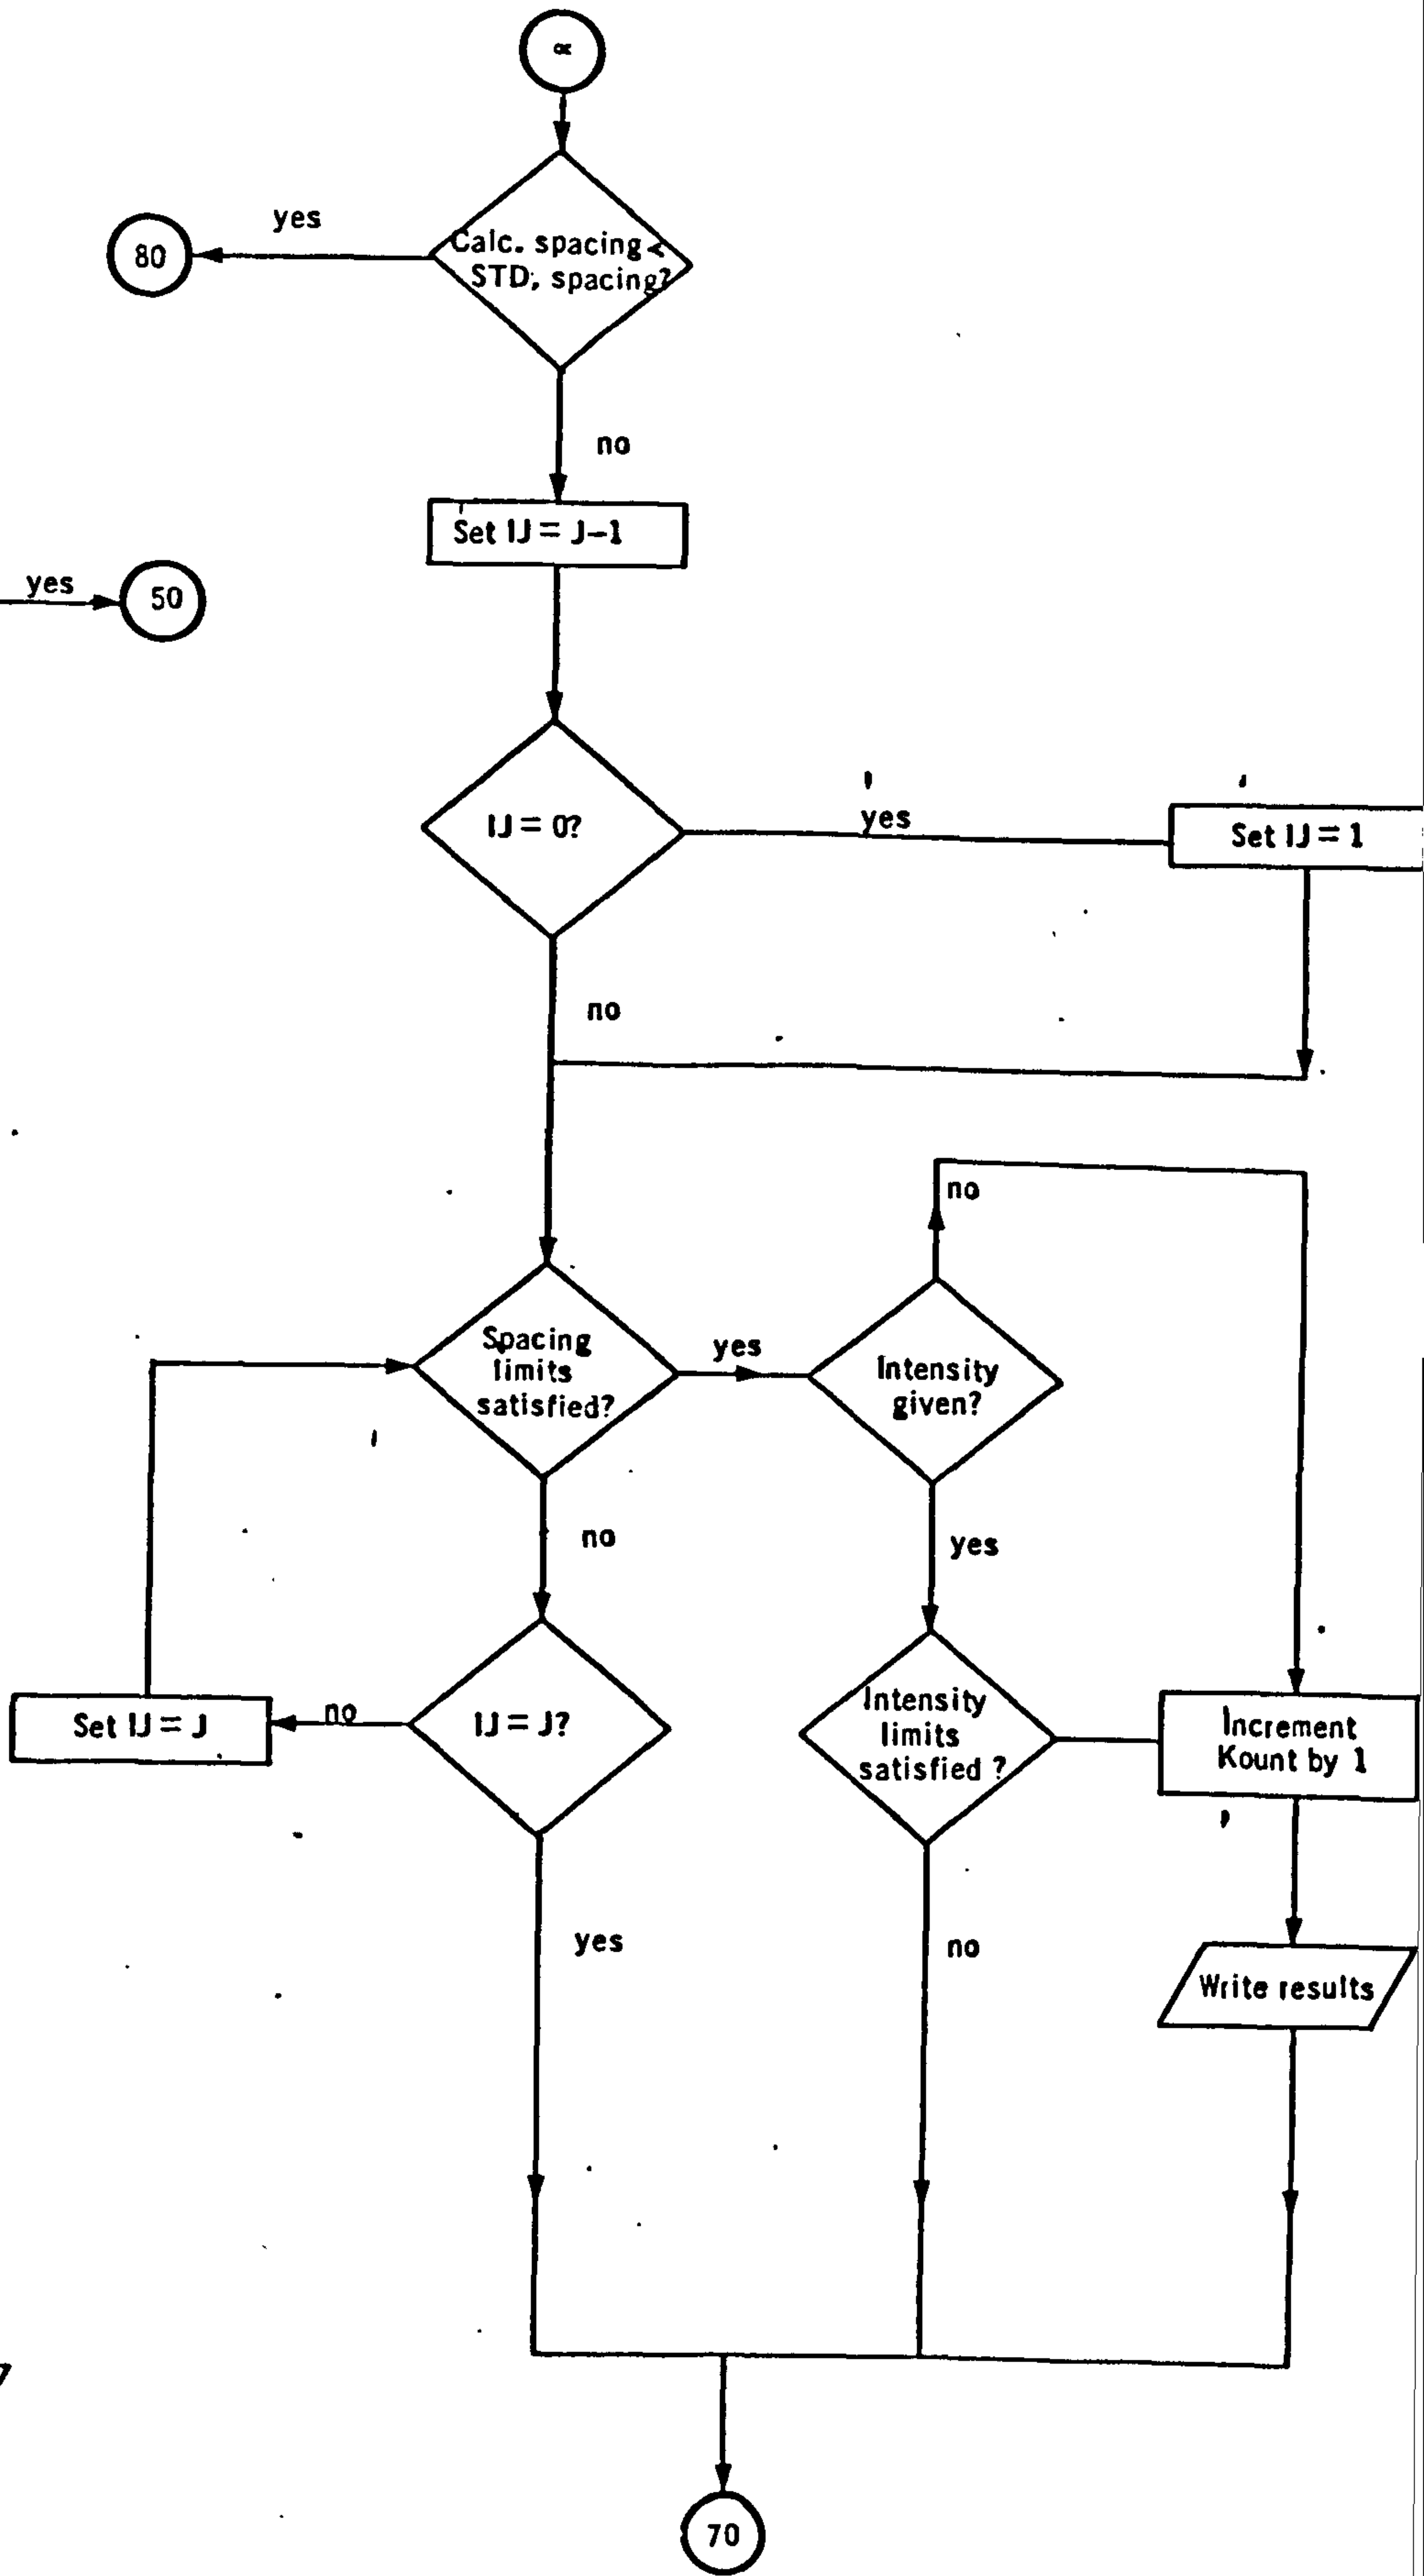 ∝
yes
80
Calc. spacing <
STD. spacing?
no
Set IJ = J-1
yes
50
IJ = 0?
yes
Set IJ = 1
no
no
Spacing
limits
satisfied?
yes
Intensity
given?
no
yes
Set IJ = J
no
IJ = J?
Intensity
limits
satisfied ?
Increment
Kount by 1
yes
no
Write results
70